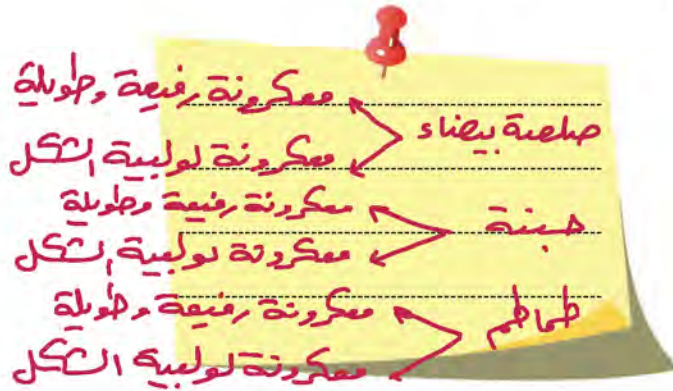 معكرونة رفيعة وطويلة
صلصة بيضاء
معكرونة لولبية الشكل
معكرونة رفيعة وطويلة
جبنة
معكرونة لولبية الشكل
معكرونة رفيعة وطويلة
طماطم
معكرونة لولبية الشكل